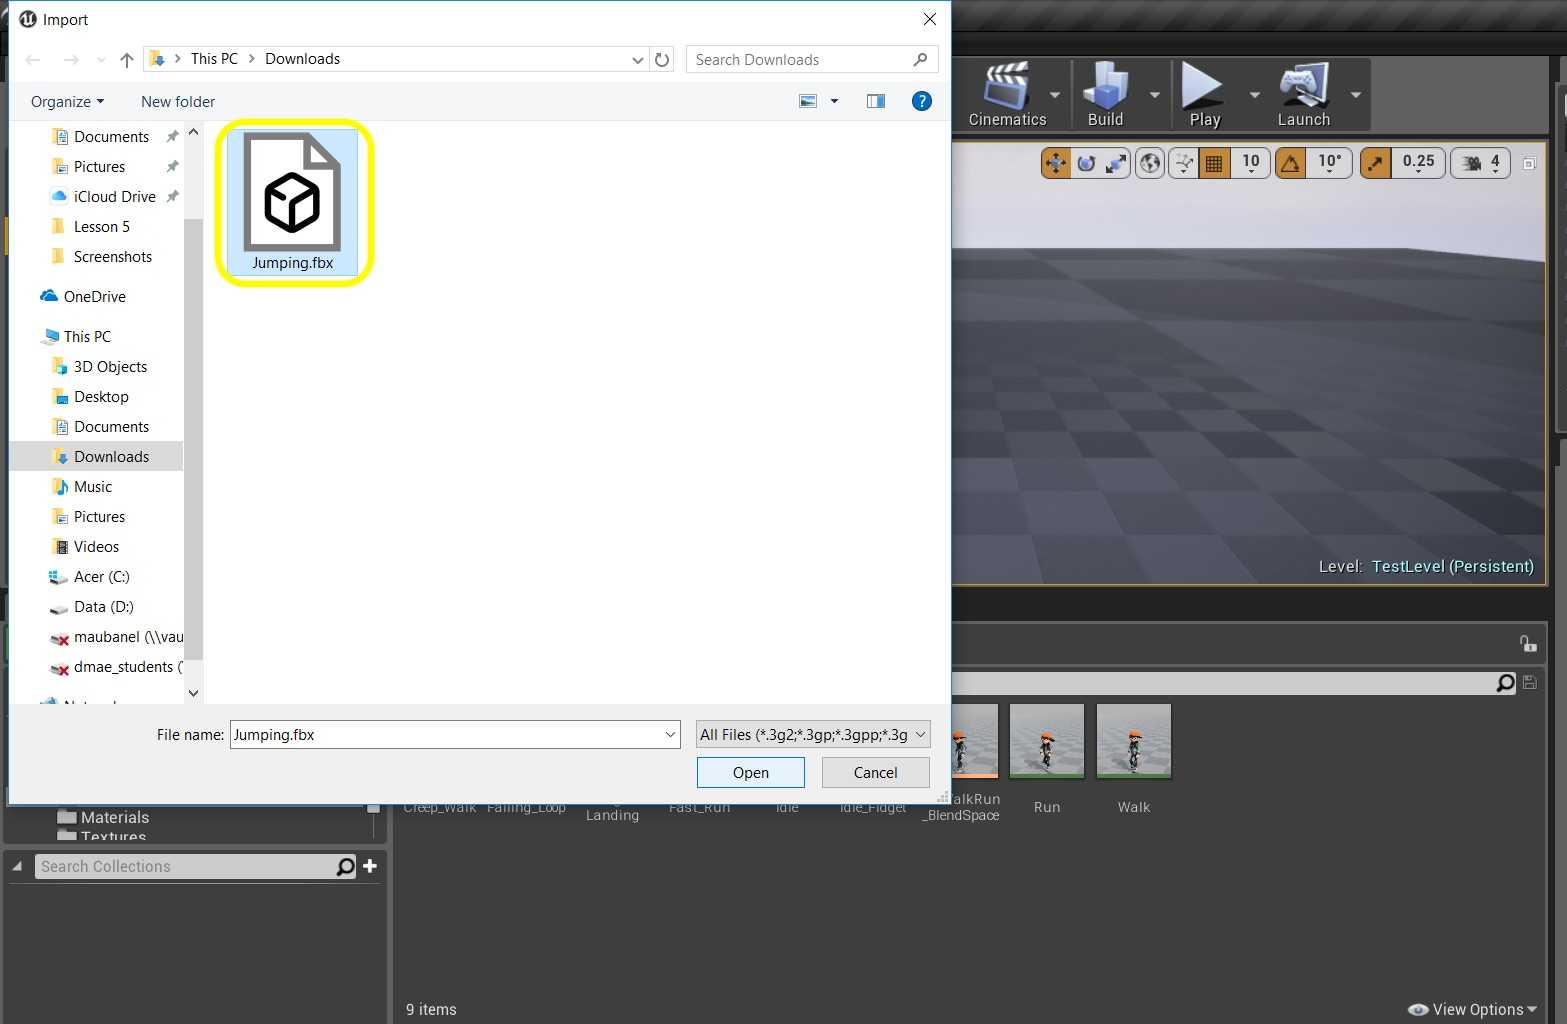 Import
This PC > Downloads
Search Downloads
Organize
New folder
Documents
Pictures
iCloud Drive
Lesson 5
Screenshots
OneDrive
This PC
3D Objects
Desktop
Documents
Downloads
Music
Pictures
Videos
Acer (C:)
Data (D:)
maubanel (\\vau
dmae_students (
Jumping.fbx
File name: Jumping.fbx
All Files (*.3g2;*.3gp;*.3gpp;*.3g
Open
Cancel
Cinematics
Build
Play
Launch
10
10°
0.25
4
Level: TestLevel (Persistent)
Materials
Textures
Search Collections
Creep_Walk
Falling_Loop
Landing
Fast_Run
Idle
Idle_Fidget
alkRun
_BlendSpace
Run
Walk
9 items
View Options